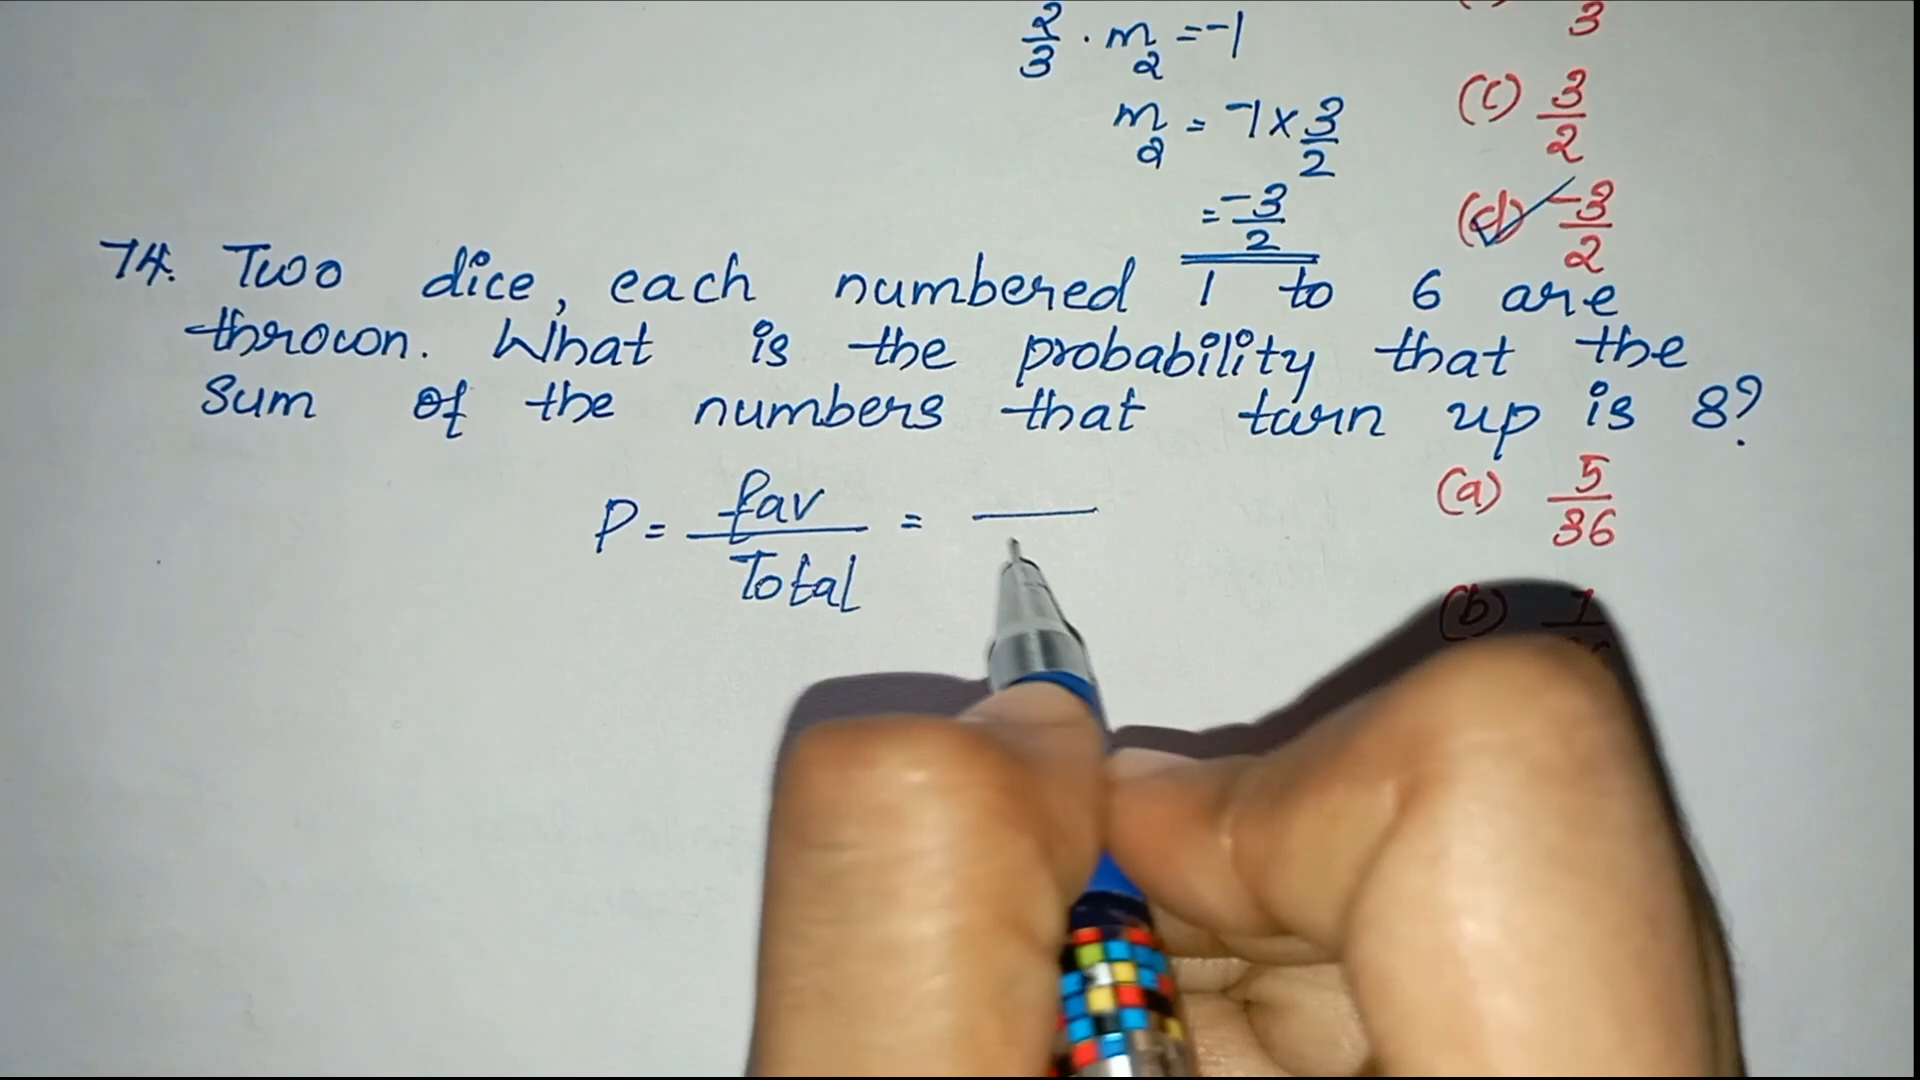 2/3 · m2 = -1
3
m2 = -1 × 3/2
(c) 3/2
= -3/2
(d) -3/2
74. Two dice, each numbered 1 to 6 are
thrown. What is the probability that the
sum of the numbers that turn up is 8?
P = fav/Total =
(a) 5/36
(b) 1